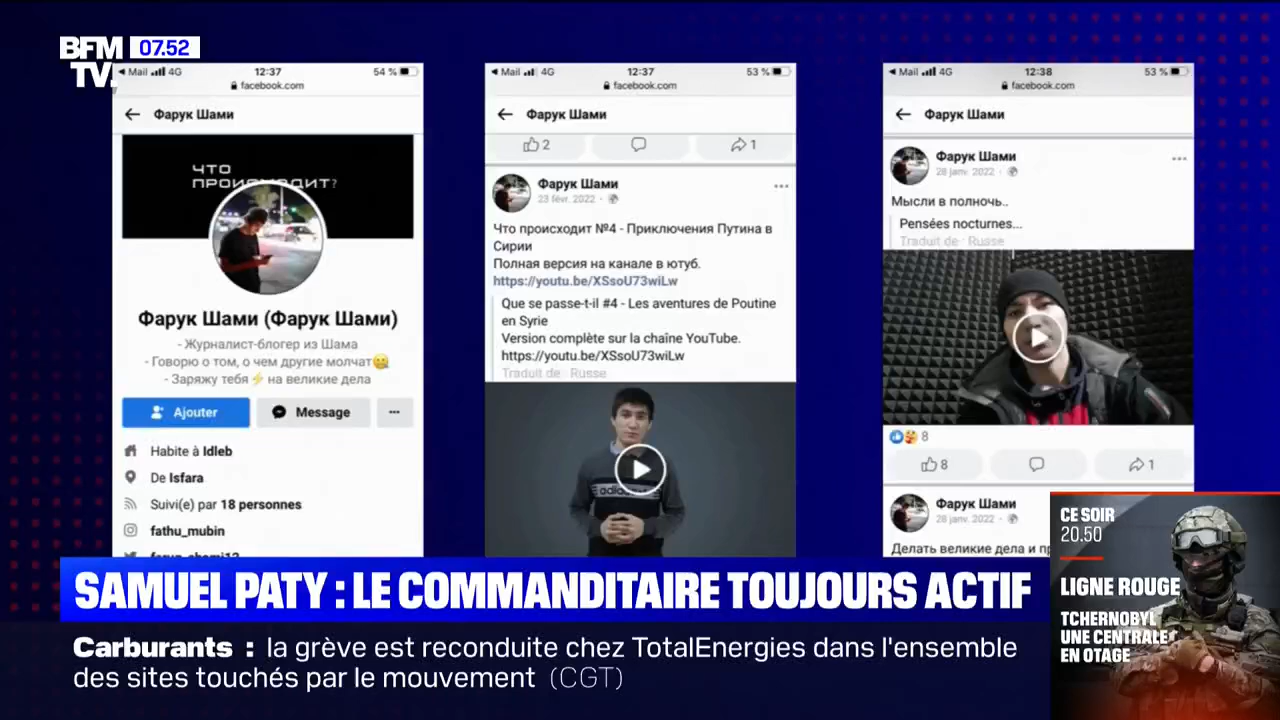 BFM
TV.
07.52
Mail 4G 12:37 54 %
facebook.com
Фарук Шами
ЧТО
ПРОИСХОДИТ?
Фарук Шами (Фарук Шами)
- Журналист-блогер из Шама
- Говорю о том, о чем другие молчат🤐
- Заряжу тебя⚡ на великие дела
Ajouter
Message
Habite à Idleb
De Isfara
Suivi(e) par 18 personnes
fathu_mubin
Mail 4G 12:37 53 %
facebook.com
Фарук Шами
2
1
Фарук Шами
23 févr. 2022
Что происходит №4 - Приключения Путина в
Сирии
Полная версия на канале в ютуб.
https://youtu.be/XSsoU73wiLw
Que se passe-t-il #4 - Les aventures de Poutine
en Syrie
Version complète sur la chaîne YouTube.
https://youtu.be/XSsoU73wiLw
Traduit de : Russe
adidas
Mail 4G 12:38 53 %
facebook.com
Фарук Шами
Фарук Шами
28 janv. 2022
Мысли в полночь..
Pensées nocturnes...
Traduit de : Russe
8
8
1
Фарук Шами
28 janv. 2022
Делать великие дела и
SAMUEL PATY : LE COMMANDITAIRE TOUJOURS ACTIF
Carburants : la grève est reconduite chez TotalEnergies dans l'ensemble
des sites touchés par le mouvement (CGT)
CE SOIR
20.50
LIGNE ROUGE
TCHERNOBYL
UNE CENTRALE
EN OTAGE